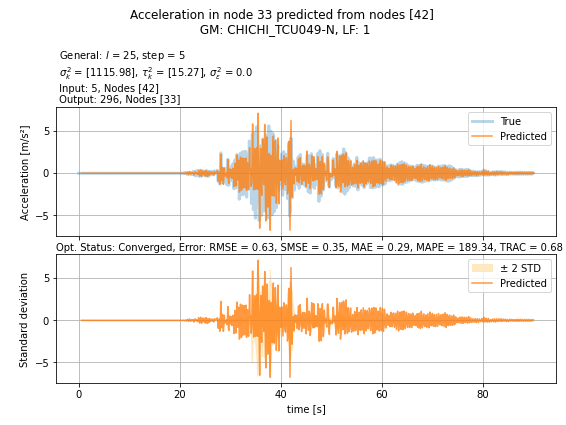 Acceleration in node 33 predicted from nodes [42]
GM: CHICHI_TCU049-N, LF: 1
General: l = 25, step = 5
σ²ₖ = [1115.98], τ²ₖ = [15.27], σ²_ε = 0.0
Input: 5, Nodes [42]
Output: 296, Nodes [33]
Acceleration [m/s²]
5
0
−5
True
Predicted
Opt. Status: Converged, Error: RMSE = 0.63, SMSE = 0.35, MAE = 0.29, MAPE = 189.34, TRAC = 0.68
Standard deviation
5
0
−5
± 2 STD
Predicted
0 20 40 60 80
time [s]